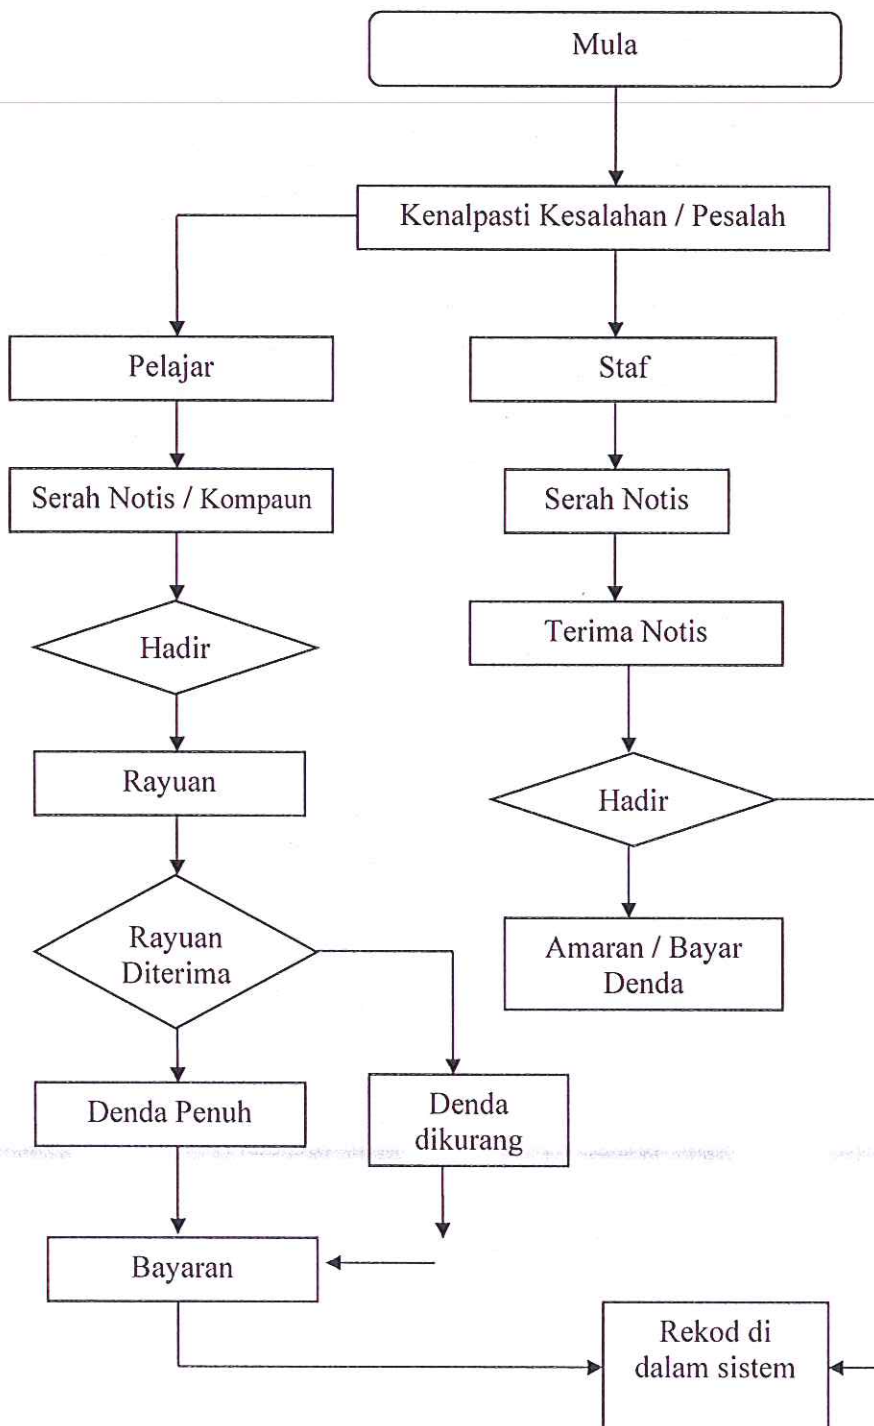 Mula
Kenalpasti Kesalahan / Pesalah
Pelajar
Staf
Serah Notis / Kompaun
Serah Notis
Hadir
Terima Notis
Rayuan
Hadir
Rayuan
Diterima
Amaran / Bayar
Denda
Denda Penuh
Denda
dikurang
Bayaran
Rekod di
dalam sistem